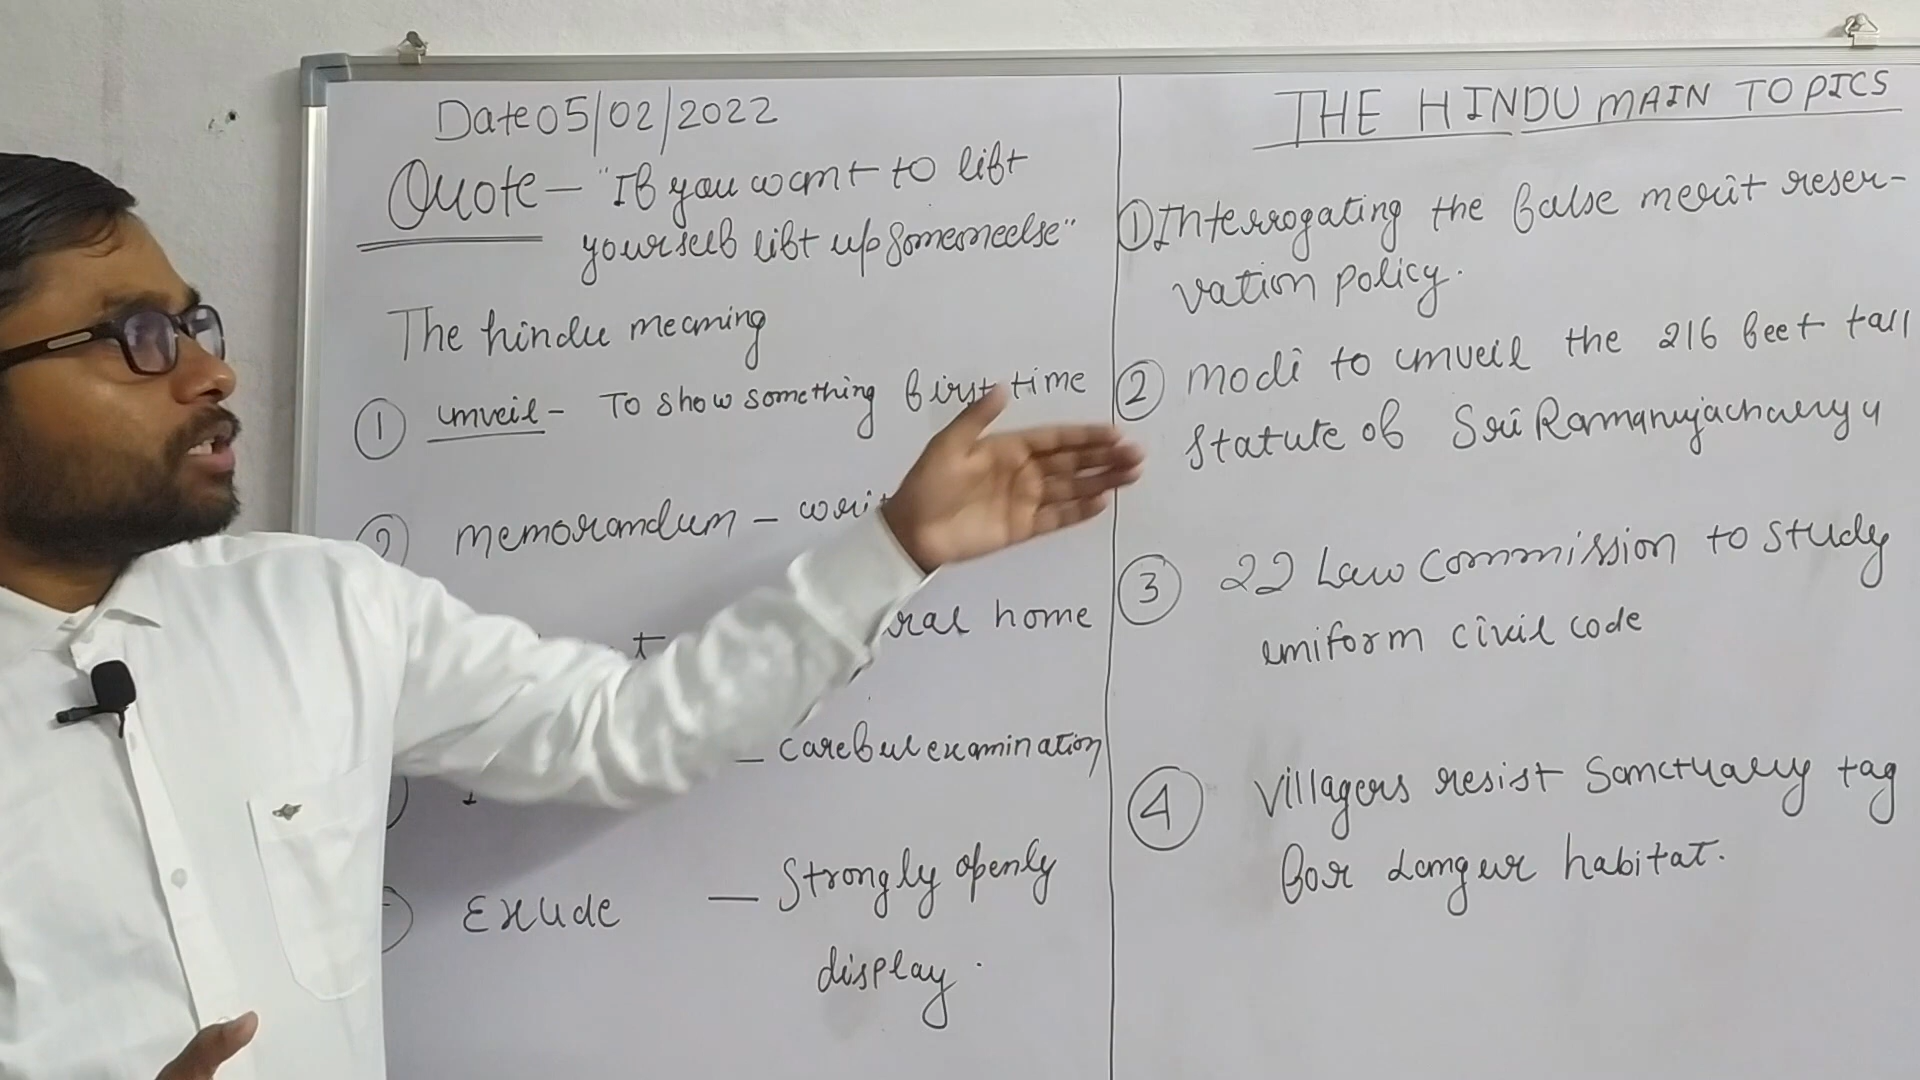 Date 05/02/2022
Quote – "If you want to lift
yourself lift up someone else"
The hindu meaning
① unveil – To show something first time
② memorandum –
home
– careful examination
Exude – Strongly openly
display.
THE HINDU MAIN TOPICS
① Interrogating the false merit reser-
vation policy.
② modi to unveil the 216 feet tall
statute of Sri Ramanujacharya
③ 22 Law Commission to study
uniform civil code
④ Villagers resist Sanctuary tag
for Langur habitat.